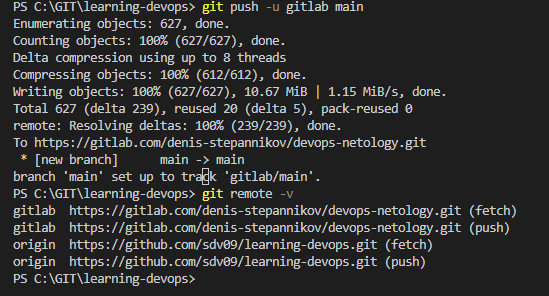 PS C:\GIT\learning-devops> git push -u gitlab main
Enumerating objects: 627, done.
Counting objects: 100% (627/627), done.
Delta compression using up to 8 threads
Compressing objects: 100% (612/612), done.
Writing objects: 100% (627/627), 10.67 MiB | 1.15 MiB/s, done.
Total 627 (delta 239), reused 20 (delta 5), pack-reused 0
remote: Resolving deltas: 100% (239/239), done.
To https://gitlab.com/denis-stepannikov/devops-netology.git
 * [new branch]      main -> main
branch 'main' set up to track 'gitlab/main'.
PS C:\GIT\learning-devops> git remote -v
gitlab  https://gitlab.com/denis-stepannikov/devops-netology.git (fetch)
gitlab  https://gitlab.com/denis-stepannikov/devops-netology.git (push)
origin  https://github.com/sdv09/learning-devops.git (fetch)
origin  https://github.com/sdv09/learning-devops.git (push)
PS C:\GIT\learning-devops>